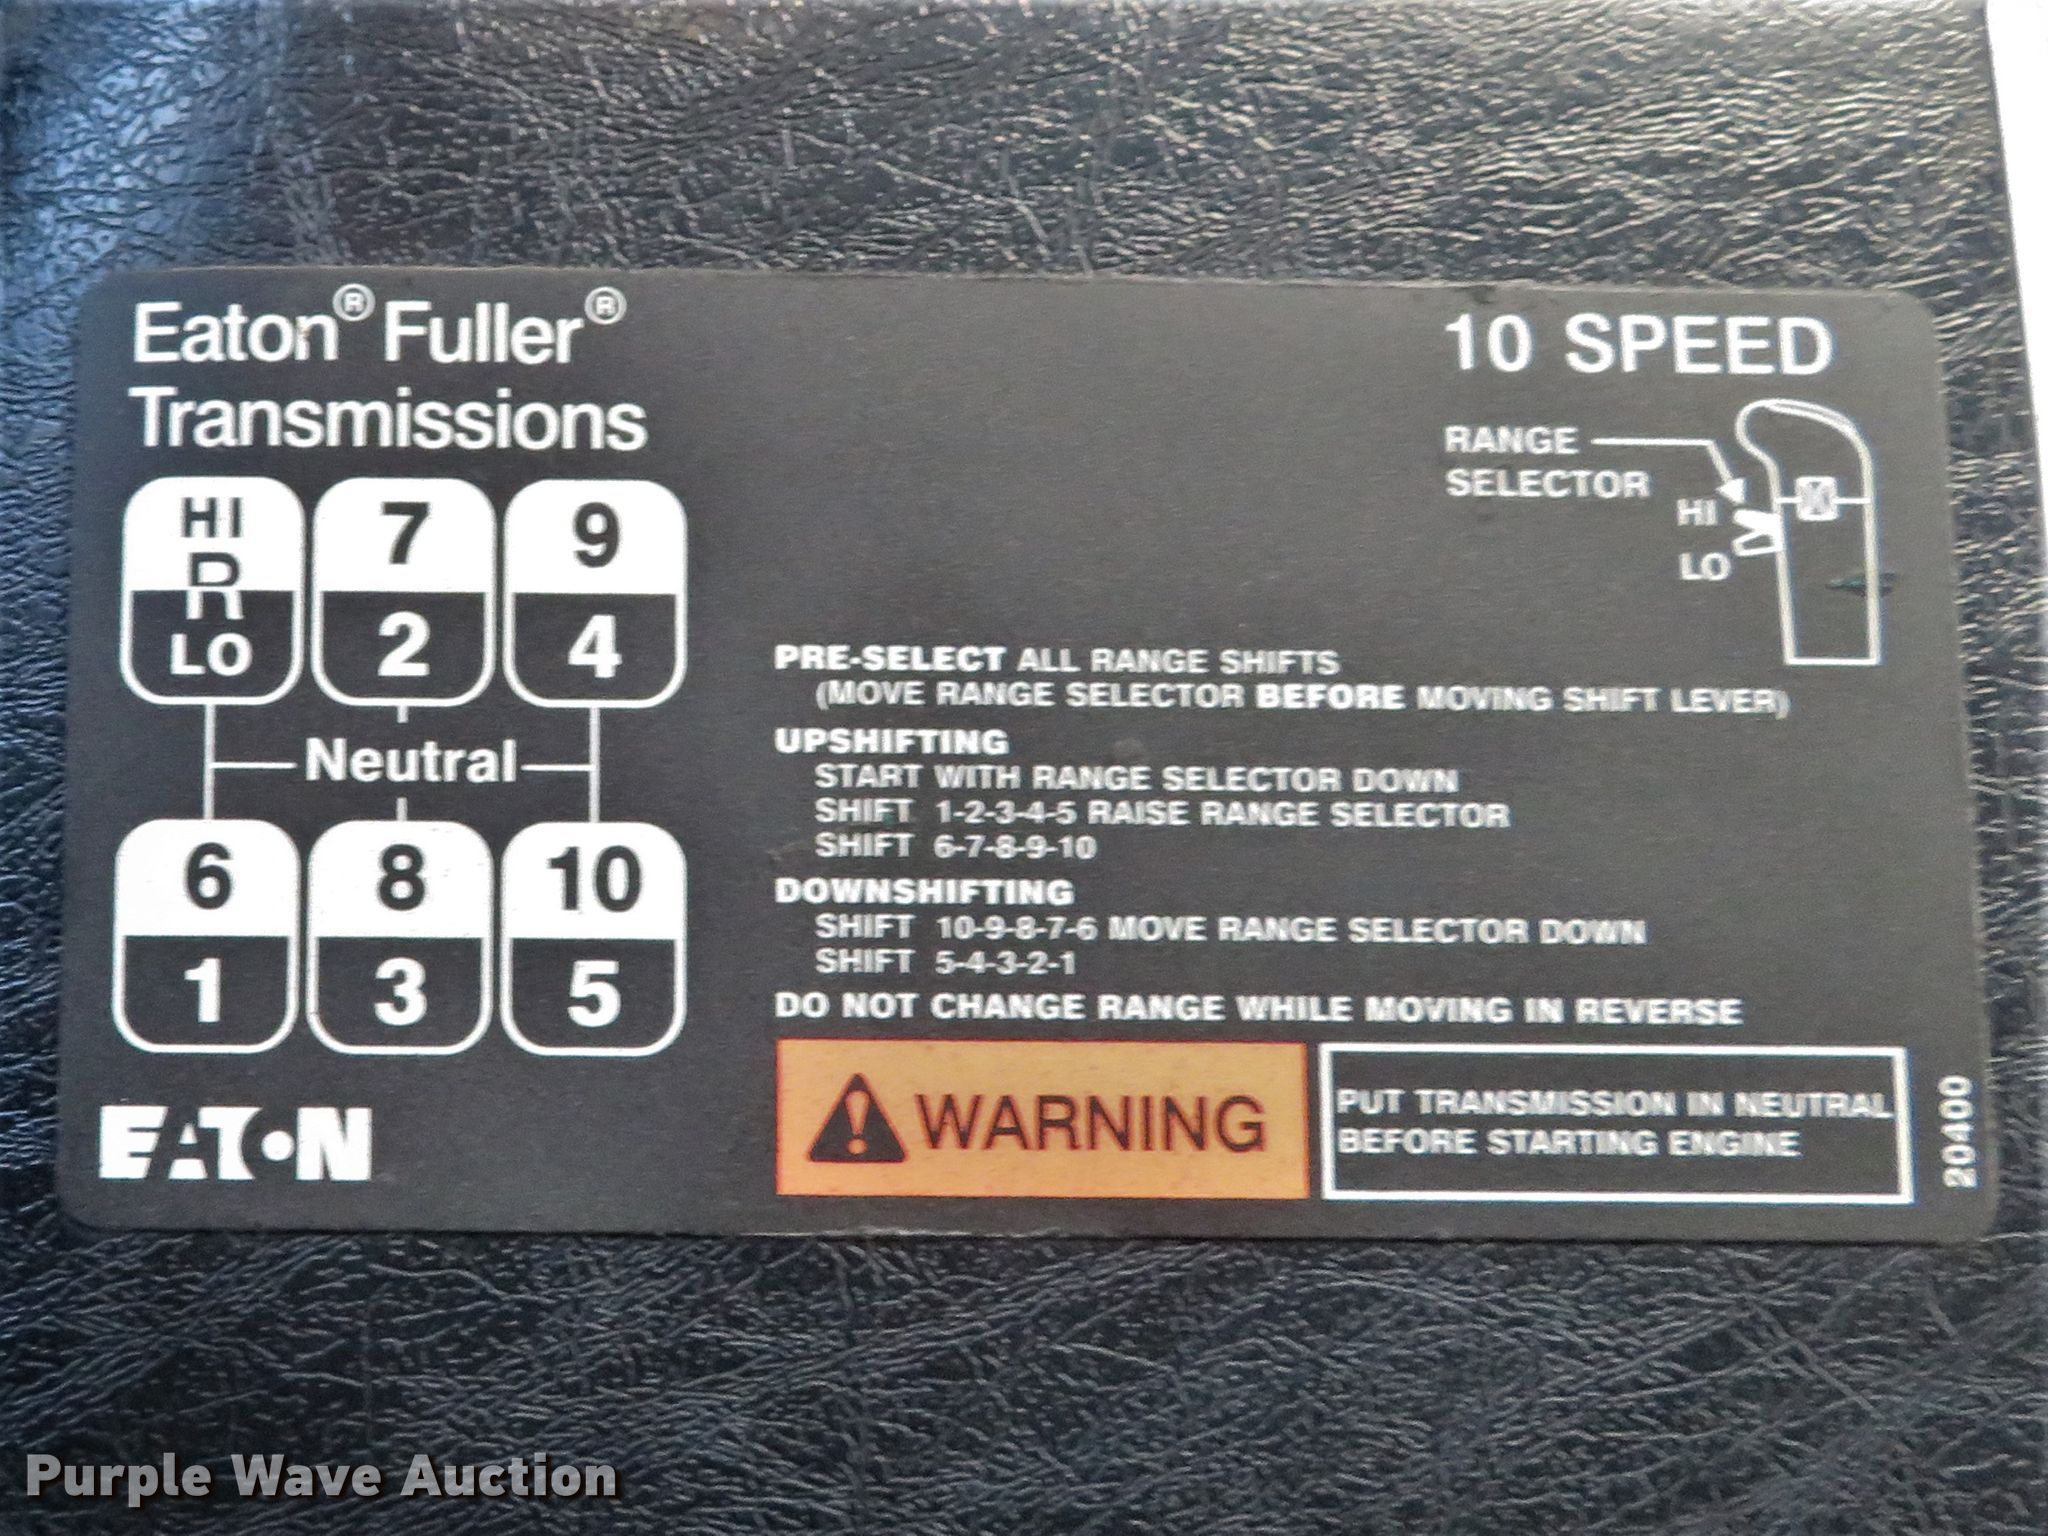 Eaton® Fuller®
Transmissions
10 SPEED
RANGE
SELECTOR
HI
LO
HI
R
LO
7
2
9
4
Neutral
6
1
8
3
10
5
EATON
PRE-SELECT ALL RANGE SHIFTS
(MOVE RANGE SELECTOR BEFORE MOVING SHIFT LEVER)
UPSHIFTING
START WITH RANGE SELECTOR DOWN
SHIFT 1-2-3-4-5 RAISE RANGE SELECTOR
SHIFT 6-7-8-9-10
DOWNSHIFTING
SHIFT 10-9-8-7-6 MOVE RANGE SELECTOR DOWN
SHIFT 5-4-3-2-1
DO NOT CHANGE RANGE WHILE MOVING IN REVERSE
WARNING
PUT TRANSMISSION IN NEUTRAL
BEFORE STARTING ENGINE
20400
Purple Wave Auction